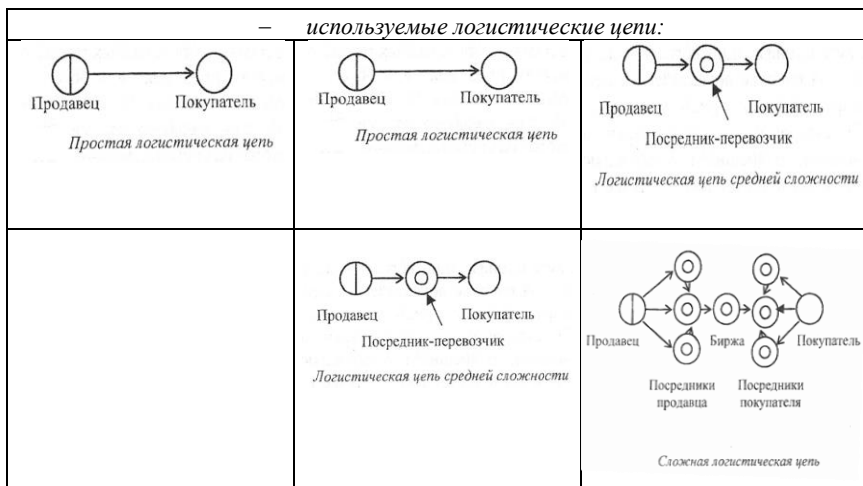 – используемые логистические цепи:
Продавец Покупатель
Простая логистическая цепь
Продавец Покупатель
Простая логистическая цепь
Продавец Покупатель
Посредник-перевозчик
Логистическая цепь средней сложности
Продавец Покупатель
Посредник-перевозчик
Логистическая цепь средней сложности
Продавец Биржа Покупатель
Посредники Посредники
продавца покупателя
Сложная логистическая цепь